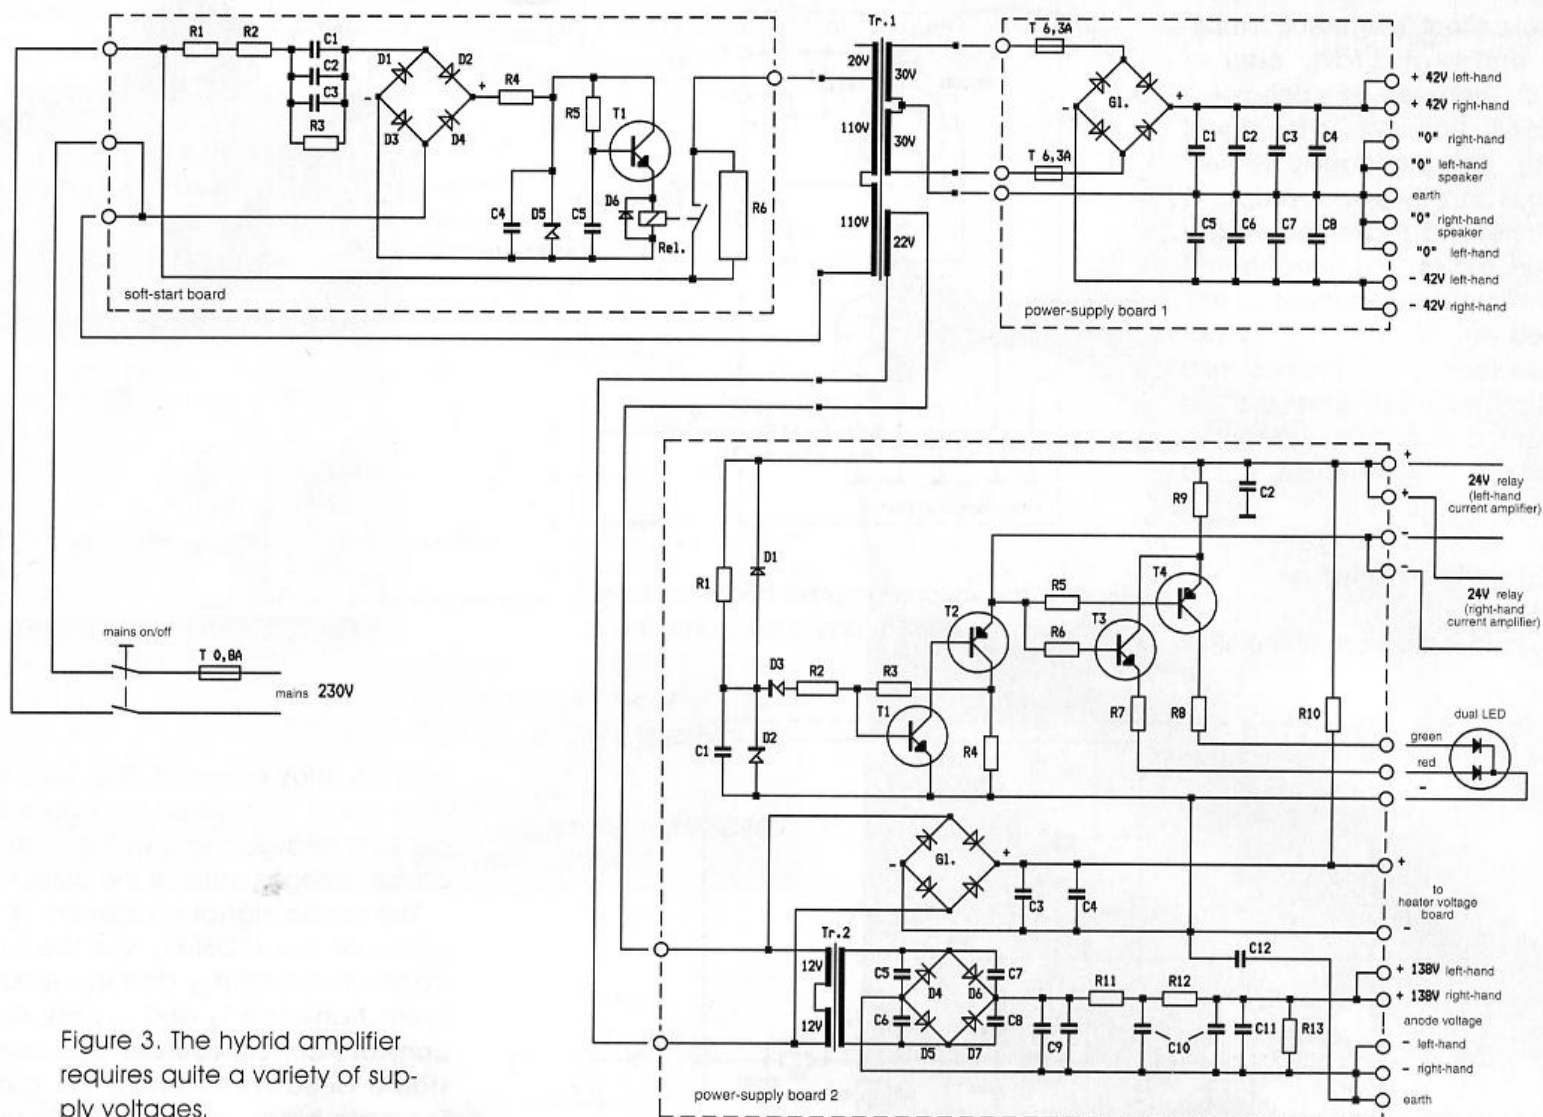 R1
R2
C1
C2
C3
R3
D1
D2
D3
D4
-
+
R4
R5
T1
C4
D5
C5
D6
Rel.
R6
soft-start board
Tr.1
20V
30V
110V
30V
110V
22V
T 6,3A
T 6,3A
G1.
-
+
C1
C2
C3
C4
C5
C6
C7
C8
power-supply board 1
+ 42V left-hand
+ 42V right-hand
"0" right-hand
"0" left-hand
speaker
earth
"0" right-hand
speaker
"0" left-hand
- 42V left-hand
- 42V right-hand
mains on/off
T 0,8A
mains 230V
R1
D1
D3
R2
R3
T1
T2
C1
D2
R4
R5
R6
T3
T4
R7
R8
R9
C2
R10
+
+
-
-
24V relay
(left-hand
current amplifier)
24V relay
(right-hand
current amplifier)
dual LED
green
red
-
G1.
-
+
C3
C4
+
to
heater voltage
board
-
Tr.2
12V
12V
C5
C6
D4
D5
D6
D7
C7
C8
C9
R11
C10
R12
C11
R13
C12
+ 138V left-hand
+ 138V right-hand
anode voltage
- left-hand
- right-hand
earth
power-supply board 2
Figure 3. The hybrid amplifier
requires quite a variety of sup-
ply voltages.